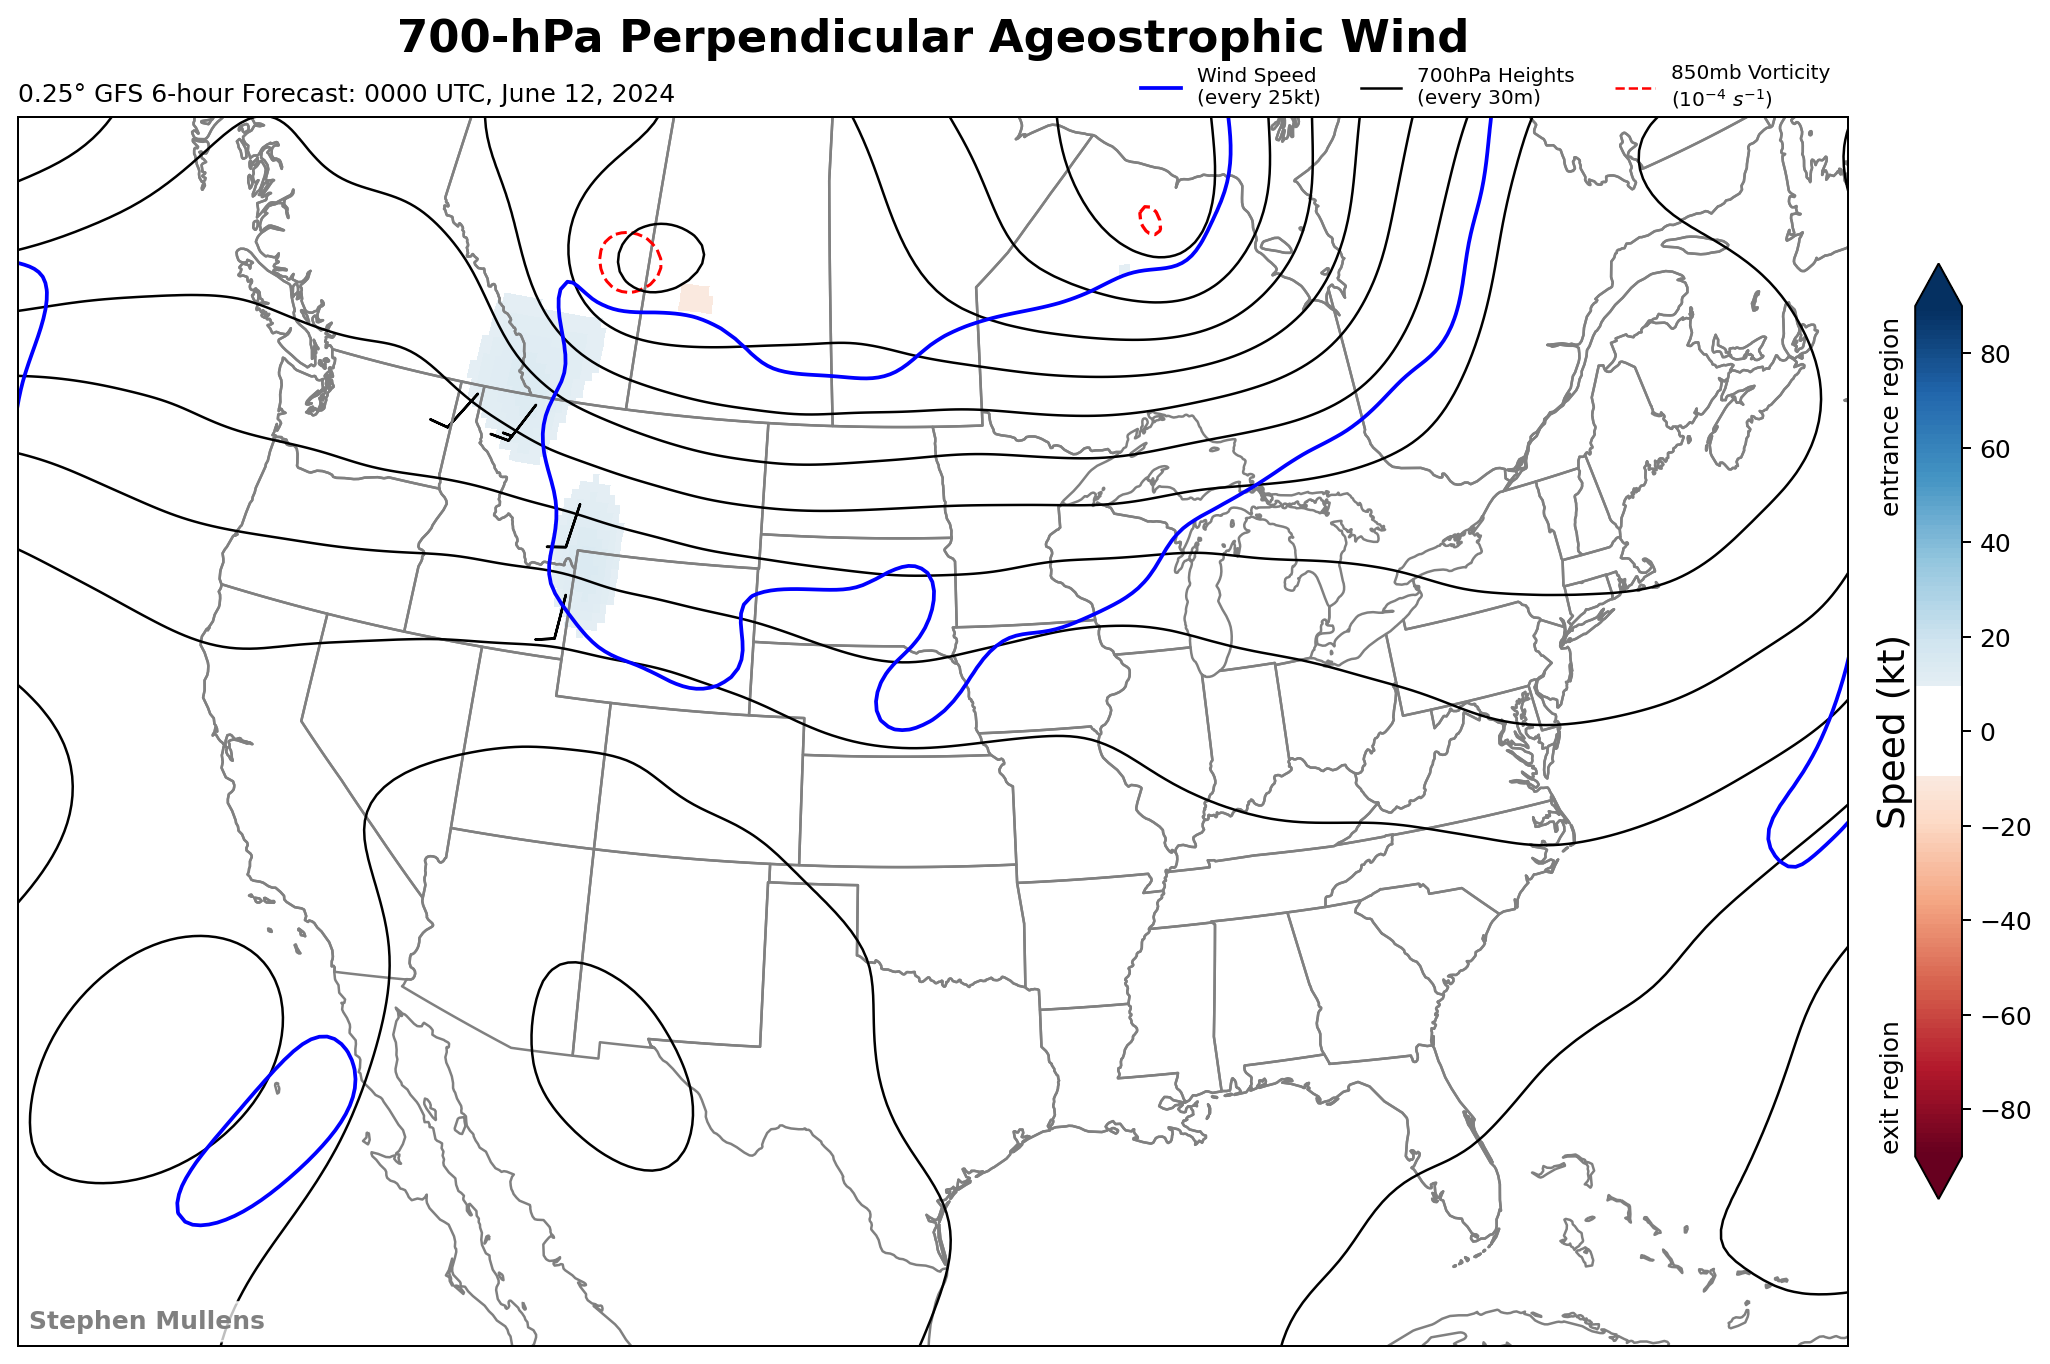 700-hPa Perpendicular Ageostrophic Wind
0.25° GFS 6-hour Forecast: 0000 UTC, June 12, 2024
Wind Speed
(every 25kt)
700hPa Heights
(every 30m)
850mb Vorticity
(10⁻⁴ s⁻¹)
entrance region
Speed (kt)
exit region
80
60
40
20
0
−20
−40
−60
−80
Stephen Mullens